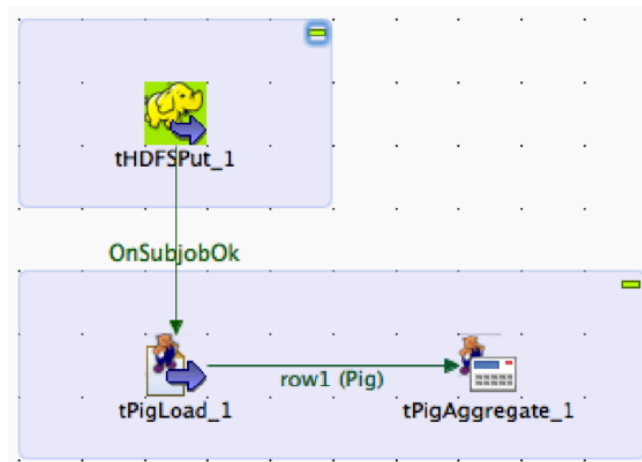 tHDFSPut_1
OnSubjobOk
row1 (Pig)
tPigLoad_1
tPigAggregate_1